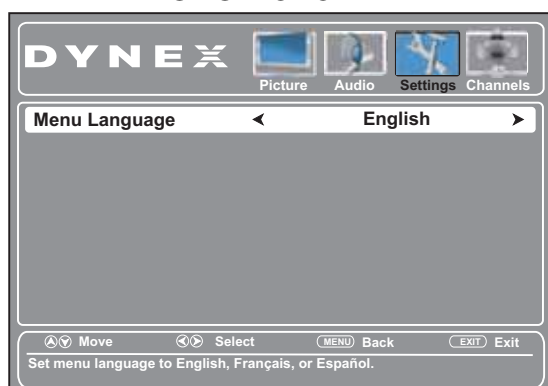 DYNEX
Picture Audio Settings Channels
Menu Language English
Move Select MENU Back EXIT Exit
Set menu language to English, Français, or Español.